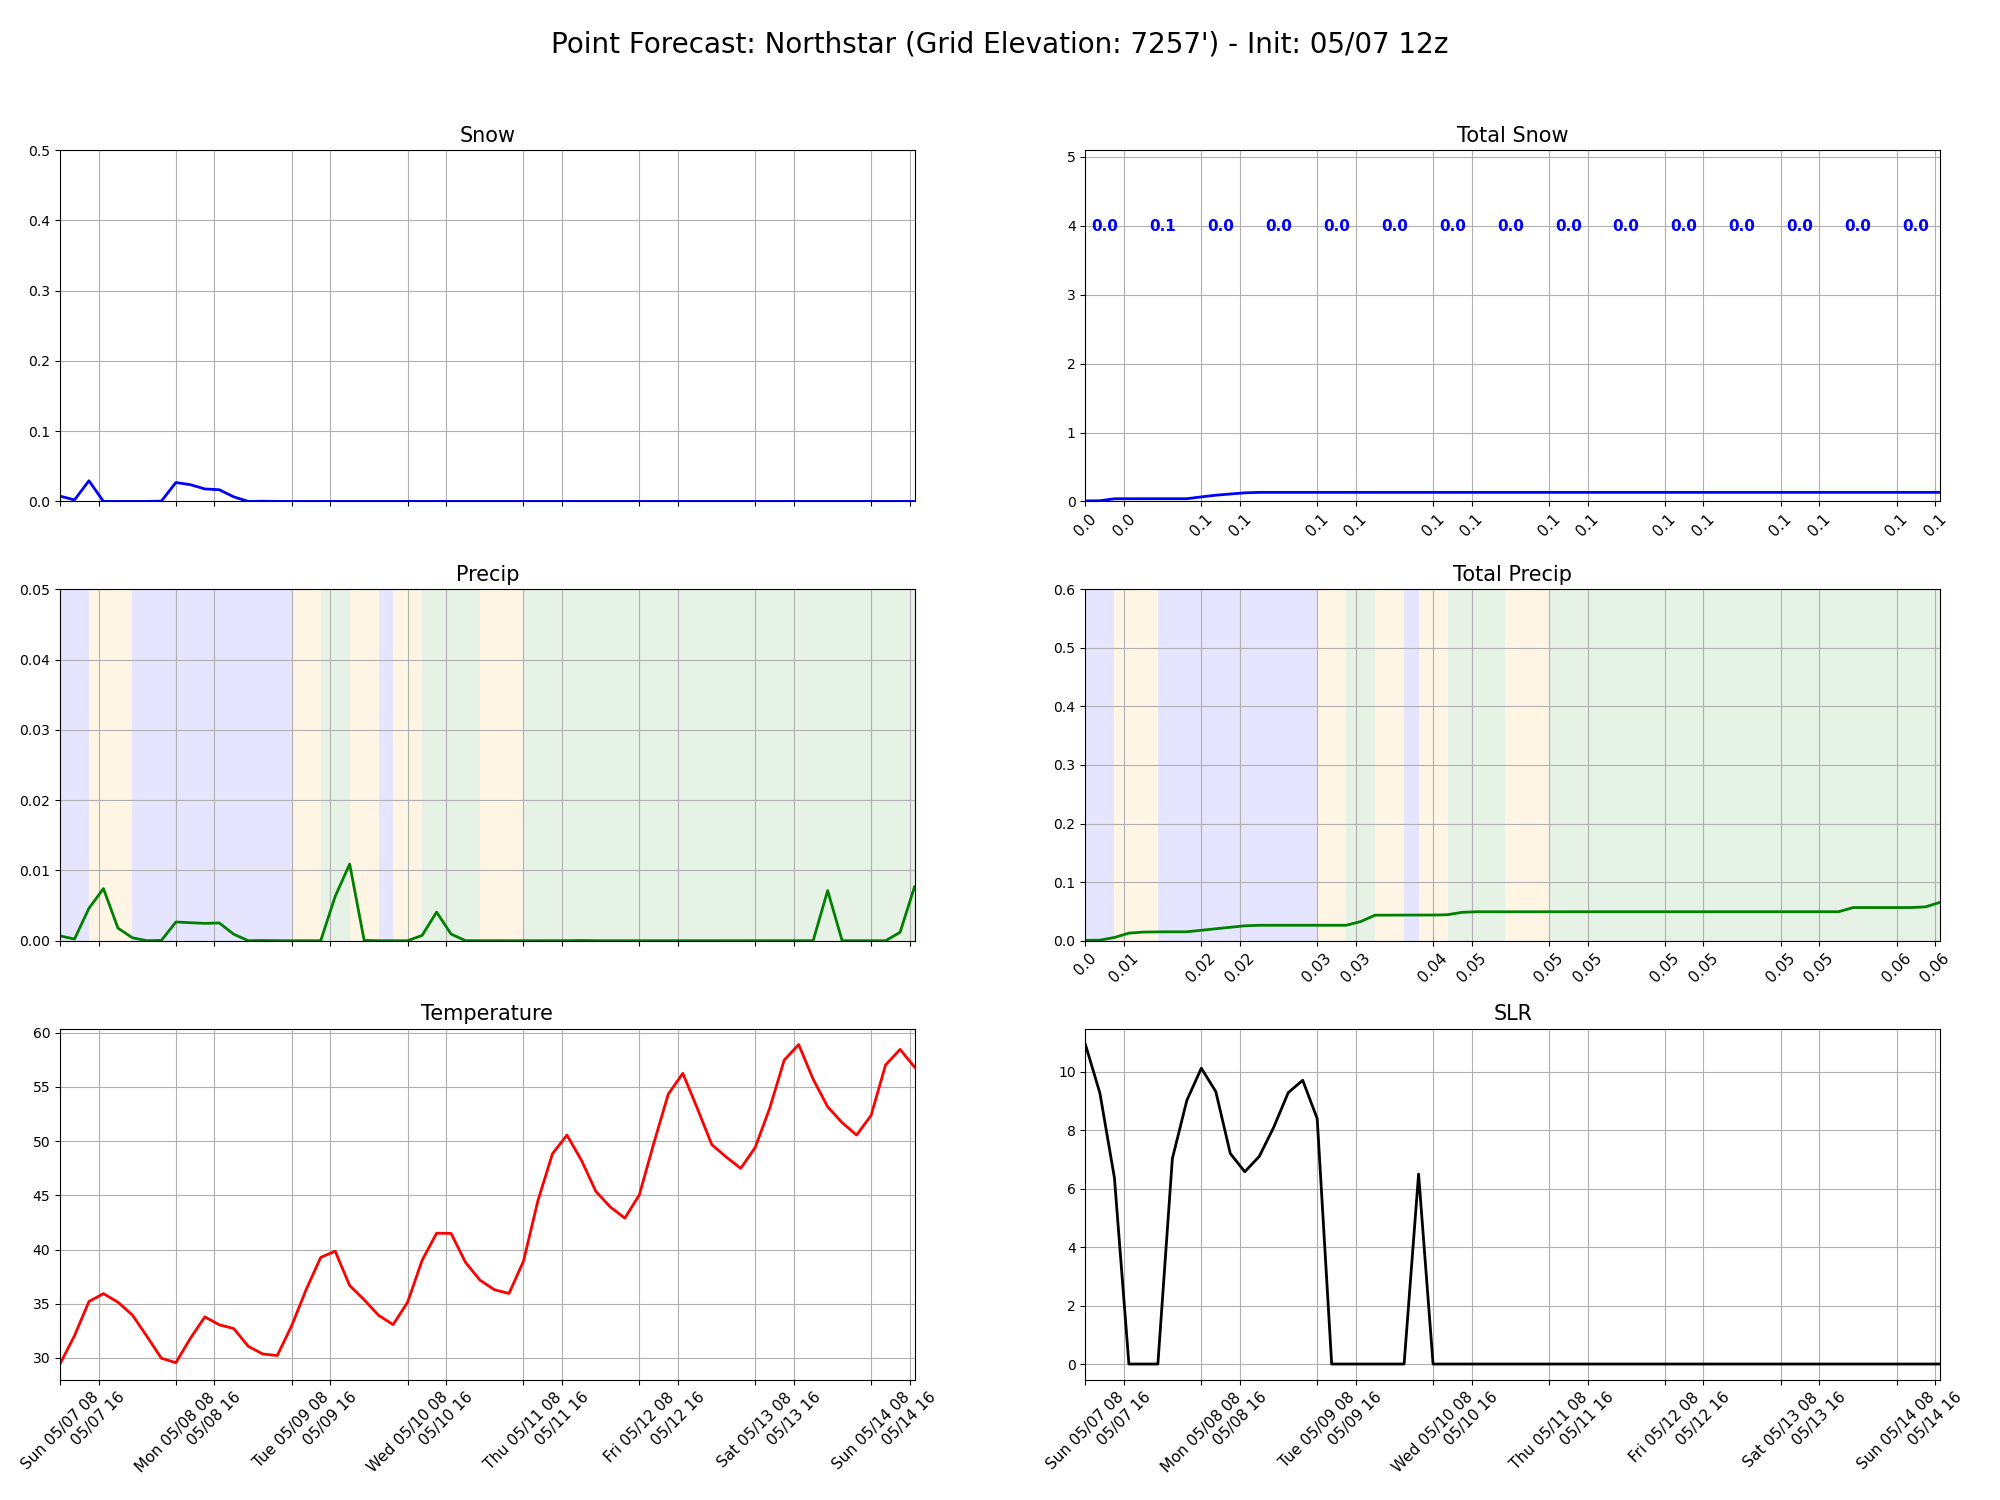 Point Forecast: Northstar (Grid Elevation: 7257') - Init: 05/07 12z
Snow
0.5
0.4
0.3
0.2
0.1
0.0
Total Snow
5
4
3
2
1
0
0.0 0.1 0.0 0.0 0.0 0.0 0.0 0.0 0.0 0.0 0.0 0.0 0.0 0.0 0.0
0.0 0.0 0.1 0.1 0.1 0.1 0.1 0.1 0.1 0.1 0.1 0.1 0.1 0.1 0.1 0.1
Precip
0.05
0.04
0.03
0.02
0.01
0.00
Total Precip
0.6
0.5
0.4
0.3
0.2
0.1
0.0
0.0 0.01 0.02 0.02 0.03 0.03 0.04 0.05 0.05 0.05 0.05 0.05 0.05 0.05 0.06 0.06
Temperature
60
55
50
45
40
35
30
Sun 05/07 08
05/07 16
Mon 05/08 08
05/08 16
Tue 05/09 08
05/09 16
Wed 05/10 08
05/10 16
Thu 05/11 08
05/11 16
Fri 05/12 08
05/12 16
Sat 05/13 08
05/13 16
Sun 05/14 08
05/14 16
SLR
10
8
6
4
2
0
Sun 05/07 08
05/07 16
Mon 05/08 08
05/08 16
Tue 05/09 08
05/09 16
Wed 05/10 08
05/10 16
Thu 05/11 08
05/11 16
Fri 05/12 08
05/12 16
Sat 05/13 08
05/13 16
Sun 05/14 08
05/14 16